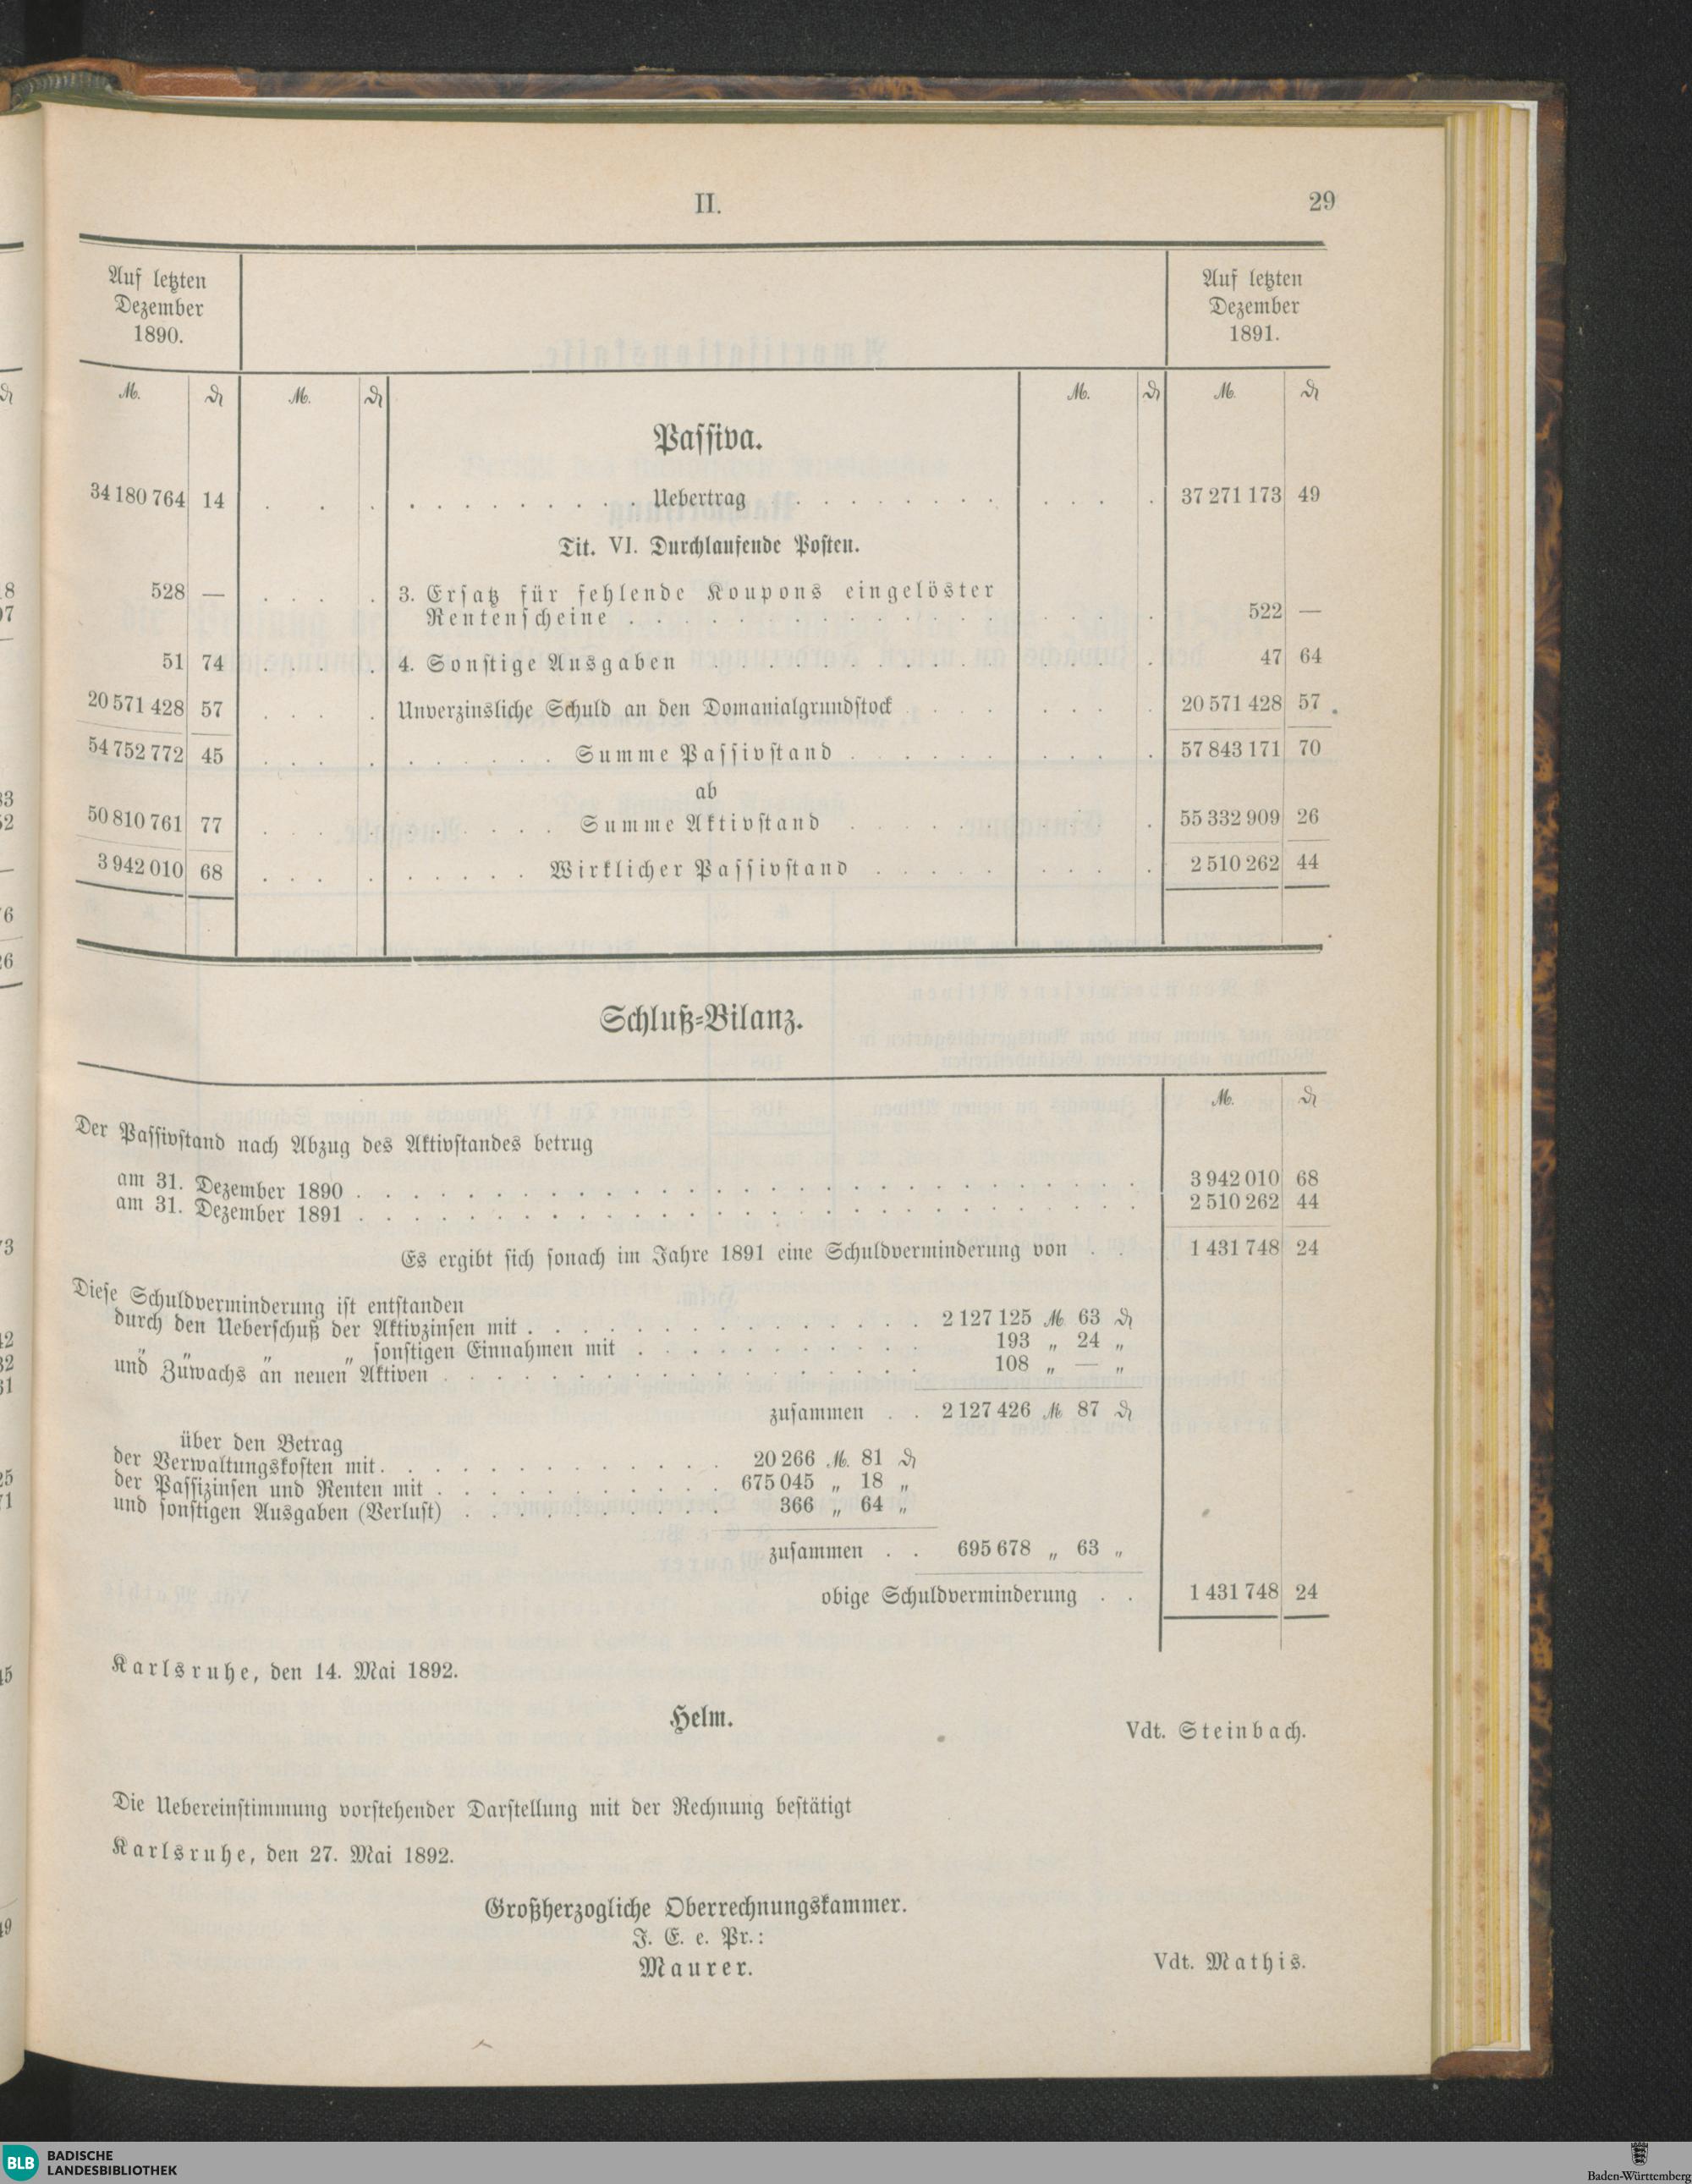 II. 29
Auf letzten Dezember 1890. Auf letzten Dezember 1891.
M. ₰ M. ₰ M. ₰ M. ₰
Passiva.
34 180 764 14 . . . . . . . . . . . Uebertrag . . . . . . . . . . . . 37 271 173 49
Tit. VI. Durchlaufende Posten.
528 — . . . . 3. Ersatz für fehlende Koupons eingelöster
Rentenscheine . . . . . . . . . . . . . . . 522 —
51 74 . . . . 4. Sonstige Ausgaben . . . . . . . . . . . 47 64
20 571 428 57 . . . . Unverzinsliche Schuld an den Domanialgrundstock . . . . . . . 20 571 428 57
54 752 772 45 . . . . . . . . . . Summe Passivstand . . . . . . . . . . 57 843 171 70
ab
50 810 761 77 . . . . . . . . . . Summe Aktivstand . . . . . . . 55 332 909 26
3 942 010 68 . . . . . . . . . Wirklicher Passivstand . . . . . . . . . 2 510 262 44
Schluß-Bilanz.
M. ₰
Der Passivstand nach Abzug des Aktivstandes betrug
am 31. Dezember 1890 . . . . . . . . . . . . . . . . . . . 3 942 010 68
am 31. Dezember 1891 . . . . . . . . . . . . . . . . . . . 2 510 262 44
Es ergibt sich sonach im Jahre 1891 eine Schuldverminderung von . . 1 431 748 24
Diese Schuldverminderung ist entstanden
durch den Ueberschuß der Aktivzinsen mit . . . . . . . . . . . . 2 127 125 M. 63 ₰
„ „ „ „ sonstigen Einnahmen mit . . . . . . . . . . . 193 „ 24 „
und Zuwachs an neuen Aktiven . . . . . . . . . . . . . . . . 108 „ — „
zusammen . . 2 127 426 M. 87 ₰
über den Betrag
der Verwaltungskosten mit . . . . . . . . . . . . 20 266 M. 81 ₰
der Passizinsen und Renten mit . . . . . . . . . . . 675 045 „ 18 „
und sonstigen Ausgaben (Verlust) . . . . . . . . . . 366 „ 64 „
zusammen . . 695 678 „ 63 „
obige Schuldverminderung . . 1 431 748 24
Karlsruhe, den 14. Mai 1892.
Helm.
Vdt. Steinbach.
Die Uebereinstimmung vorstehender Darstellung mit der Rechnung bestätigt
Karlsruhe, den 27. Mai 1892.
Großherzogliche Oberrechnungskammer.
J. E. e. Pr.:
Maurer.
Vdt. Mathis.
BLB BADISCHE
LANDESBIBLIOTHEK
Baden-Württemberg